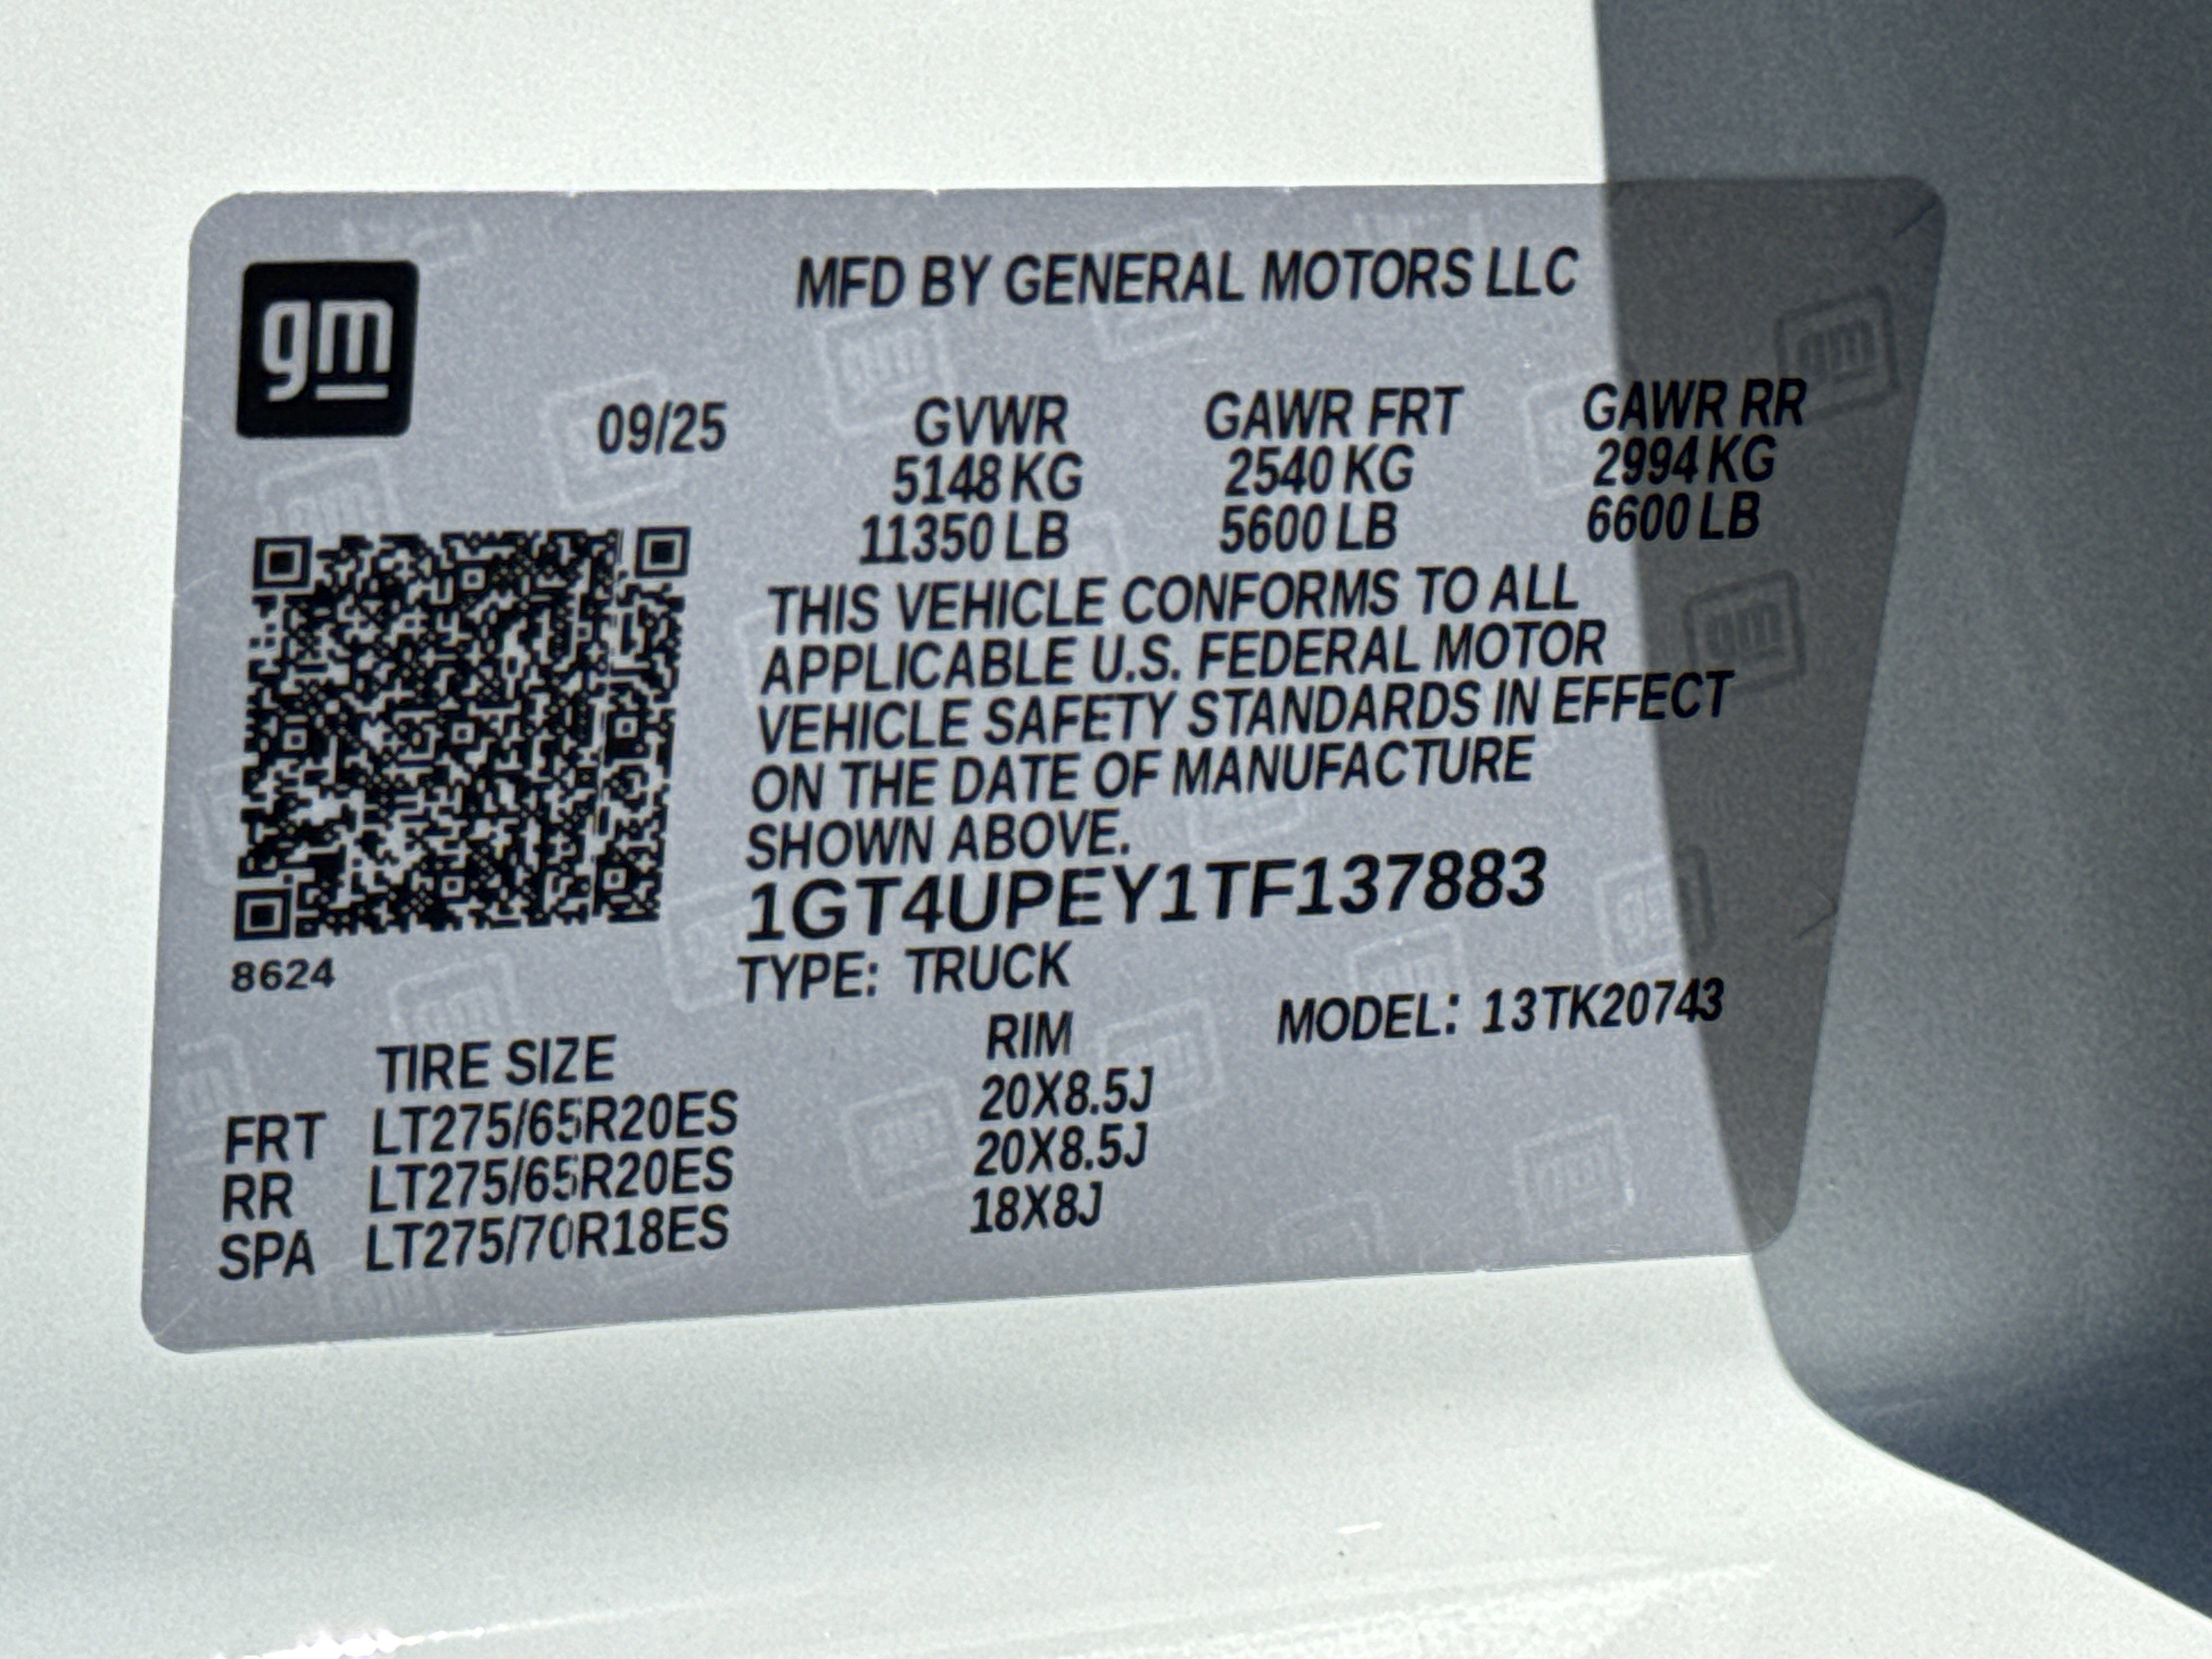 gm
MFD BY GENERAL MOTORS LLC
09/25 GVWR GAWR FRT GAWR RR
5148 KG 2540 KG 2994 KG
11350 LB 5600 LB 6600 LB
THIS VEHICLE CONFORMS TO ALL
APPLICABLE U.S. FEDERAL MOTOR
VEHICLE SAFETY STANDARDS IN EFFECT
ON THE DATE OF MANUFACTURE
SHOWN ABOVE.
1GT4UPEY1TF137883
8624
TYPE: TRUCK
MODEL: 13TK20743
TIRE SIZE RIM
FRT LT275/65R20ES 20X8.5J
RR LT275/65R20ES 20X8.5J
SPA LT275/70R18ES 18X8J